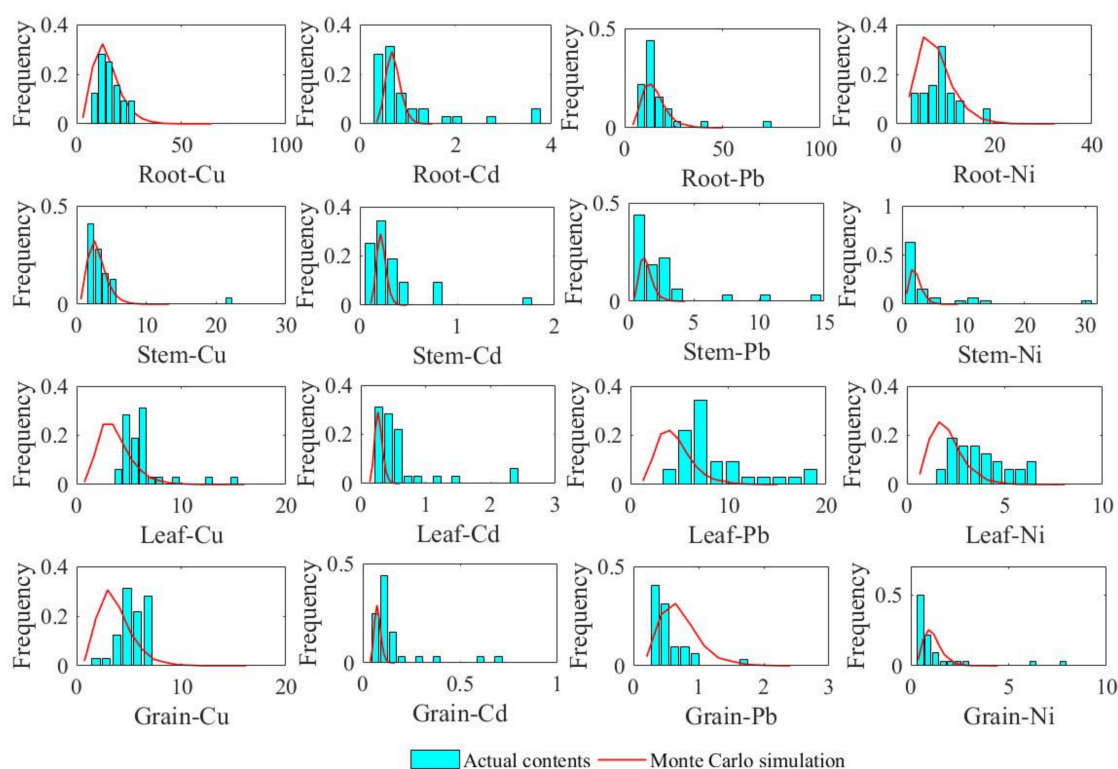 Frequency 0.4 0.2 0 0 50 100 Root-Cu
Frequency 0.4 0.2 0 0 2 4 Root-Cd
Frequency 0.5 0 0 50 100 Root-Pb
Frequency 0.4 0.2 0 0 20 40 Root-Ni
Frequency 0.5 0 0 10 20 30 Stem-Cu
Frequency 0.4 0.2 0 0 1 2 Stem-Cd
Frequency 0.5 0 0 5 10 15 Stem-Pb
Frequency 1 0.5 0 0 10 20 30 Stem-Ni
Frequency 0.4 0.2 0 0 10 20 Leaf-Cu
Frequency 0.4 0.2 0 0 1 2 3 Leaf-Cd
Frequency 0.4 0.2 0 0 10 20 Leaf-Pb
Frequency 0.4 0.2 0 0 5 10 Leaf-Ni
Frequency 0.4 0.2 0 0 10 20 Grain-Cu
Frequency 0.5 0 0 0.5 1 Grain-Cd
Frequency 0.5 0 0 1 2 3 Grain-Pb
Frequency 0.5 0 0 5 10 Grain-Ni
Actual contents Monte Carlo simulation